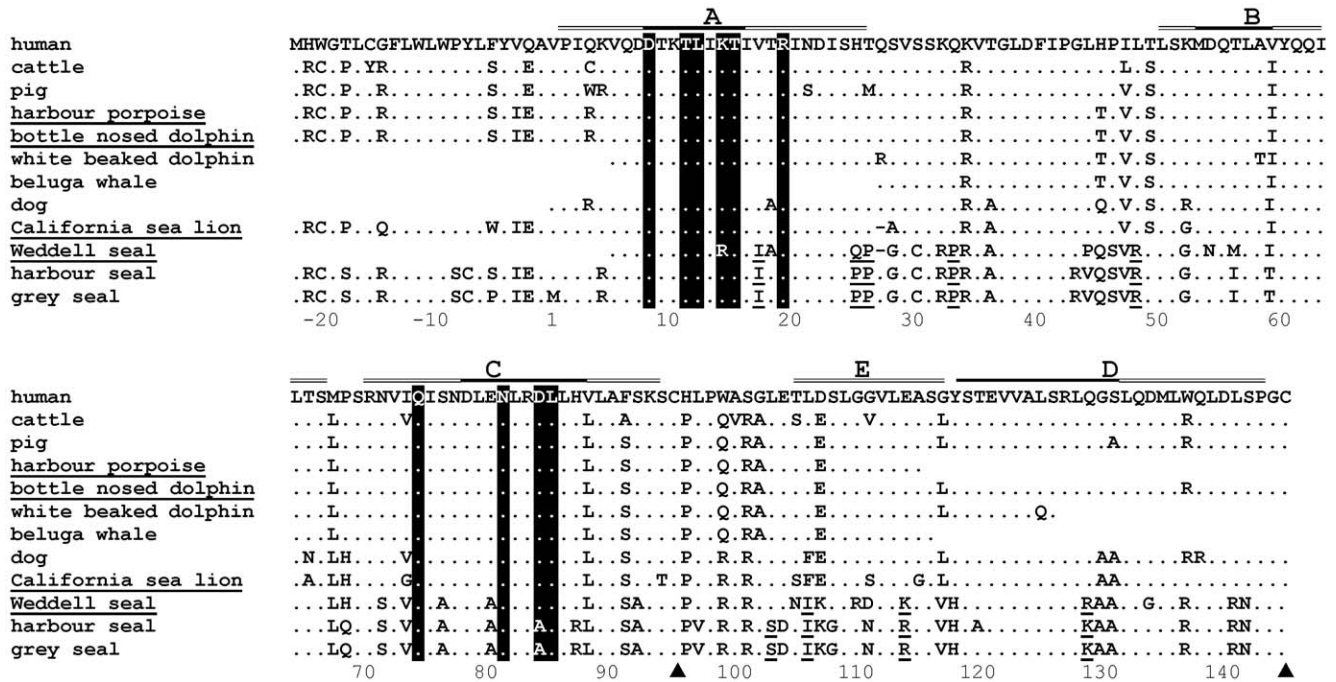 A B
human MHWGTLCGFLWLWPYLFYVQAVPIQKVQDDTKTLIKTIVTRINDISHTQSVSSKQKVTGLDFIPGLHPILTLSKMDQTLAVYQQI
cattle .RC.P.YR........S..E....C..............................R............L.S.........I....
pig .RC.P..R........S..E....WR................S....M.......R............V.S.........I....
harbour porpoise .RC.P..R........S.IE....R..............................R..........T.V.S.........I....
bottle nosed dolphin .RC.P..R........S.IE....R..............................R..........T.V.S.........I....
white beaked dolphin ......................R......R..........T.V.S........TI....
beluga whale .......R..........T.V.S.........I....
dog ...R..............A...............R.A........Q.V.S..R......I....
California sea lion .RC.P..Q........W.IE............................-A.....R............V.S..G......I....
Weddell seal .........R..IA......QP-G.C.RPR.A.......PQSVR...G.N.M..I....
harbour seal .RC.S..R.....SC.S.IE.....R............I.......PP.G.C.RPR.A......RVQSVR...G...I..T....
grey seal .RC.S..R.....SC.P.IE.M...R............I.......PP.G.C.RPR.A......RVQSVR...G...I..T....
-20 -10 1 10 20 30 40 50 60
C E D
human LTSMPSRNVIQISNDLENLRDLLHVLAFSKSCHLPWASGLETLDSLGGVLEASGYSTEVVALSRLQGSLQDMLWQLDLSPGC
cattle ...L.....V..............L..A....P..QVRA..S.E...V.....L...................R........
pig ...L....................L..S....P..Q.RA....E.........L.............A.....R........
harbour porpoise ...L....................L..S....P..Q.RA....E........
bottle nosed dolphin ...L....................L..S....P..Q.RA....E.........L...................R........
white beaked dolphin ...L....................L..S....P..Q.RA....E.........L.......Q.
beluga whale ...L....................L..S....P..Q.RA....E.........
dog .N.LH....V..............L..S....P..R.R....FE.........L............AA.....RR.......
California sea lion .A.LH....G..............L..S..T.P..R.R...SFE...S...G.L............AA..............
Weddell seal ...LH..S.V..A...A.......L..SA...P..R.R...NIK..RD..K..VH..........RAA..G..R...RN...
harbour seal ...LQ..S.V..A...A...A..RL..SA...PV.R.R.SD.IKG..N..R..VH.A........KAA.....R...RN...
grey seal ...LQ..S.V..A...A...A..RL..SA...PV.R.R.SD.IKG..N..R..VH..........KAA.....R...RN...
70 80 90 100 110 120 130 140